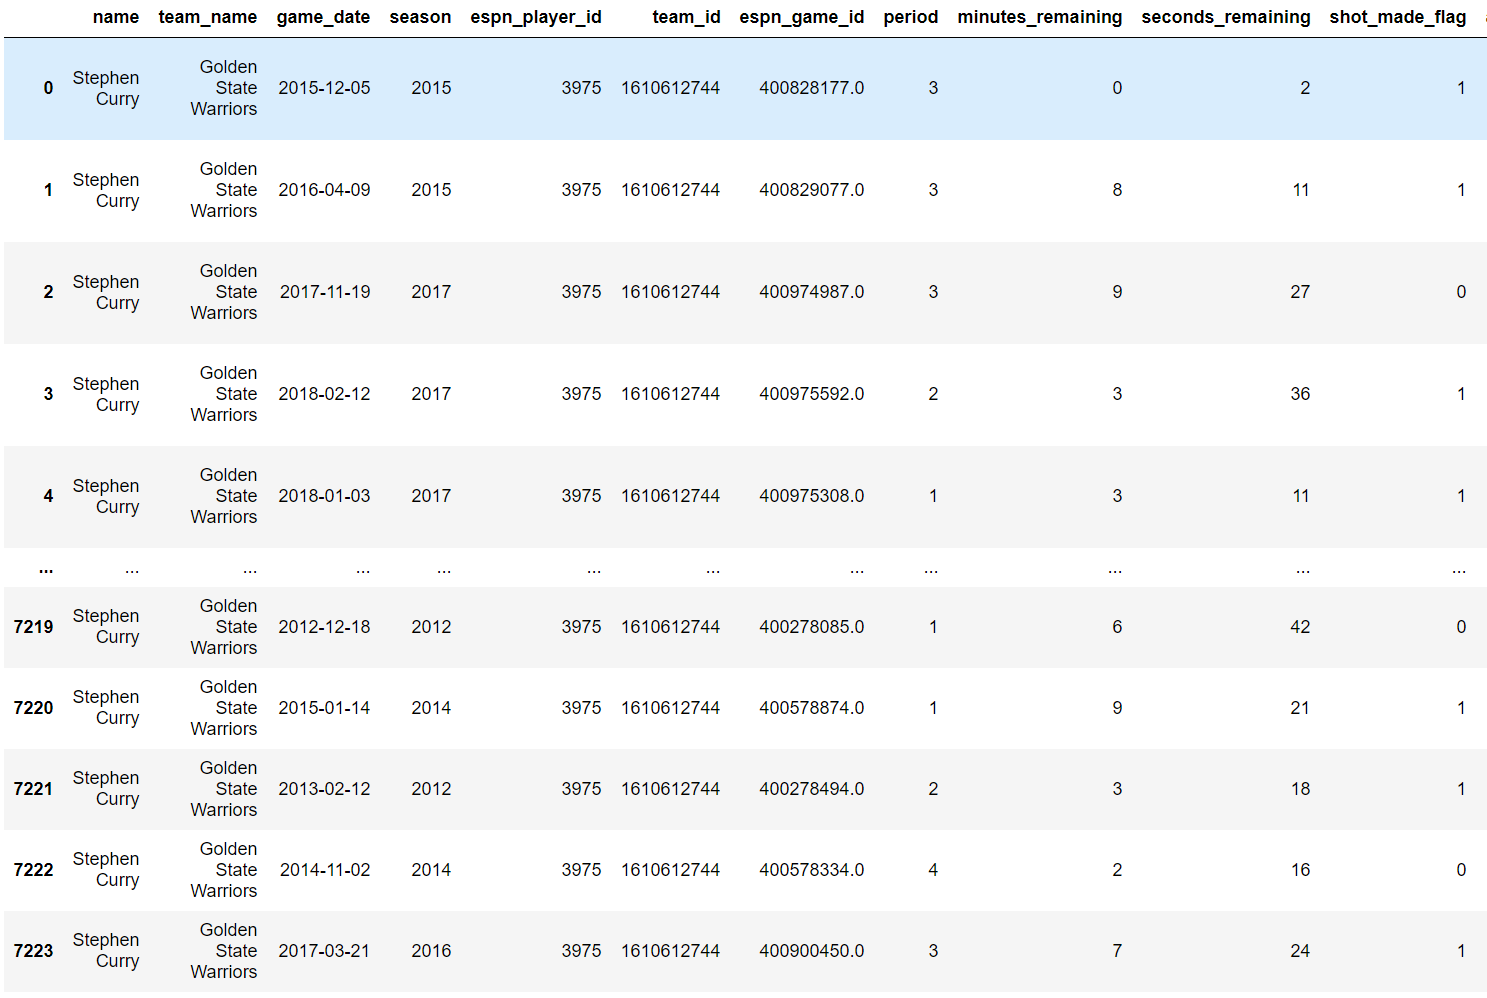 name team_name game_date season espn_player_id team_id espn_game_id period minutes_remaining seconds_remaining shot_made_flag
0 Stephen Curry Golden State Warriors 2015-12-05 2015 3975 1610612744 400828177.0 3 0 2 1
1 Stephen Curry Golden State Warriors 2016-04-09 2015 3975 1610612744 400829077.0 3 8 11 1
2 Stephen Curry Golden State Warriors 2017-11-19 2017 3975 1610612744 400974987.0 3 9 27 0
3 Stephen Curry Golden State Warriors 2018-02-12 2017 3975 1610612744 400975592.0 2 3 36 1
4 Stephen Curry Golden State Warriors 2018-01-03 2017 3975 1610612744 400975308.0 1 3 11 1
... ... ... ... ... ... ... ... ... ... ... ...
7219 Stephen Curry Golden State Warriors 2012-12-18 2012 3975 1610612744 400278085.0 1 6 42 0
7220 Stephen Curry Golden State Warriors 2015-01-14 2014 3975 1610612744 400578874.0 1 9 21 1
7221 Stephen Curry Golden State Warriors 2013-02-12 2012 3975 1610612744 400278494.0 2 3 18 1
7222 Stephen Curry Golden State Warriors 2014-11-02 2014 3975 1610612744 400578334.0 4 2 16 0
7223 Stephen Curry Golden State Warriors 2017-03-21 2016 3975 1610612744 400900450.0 3 7 24 1